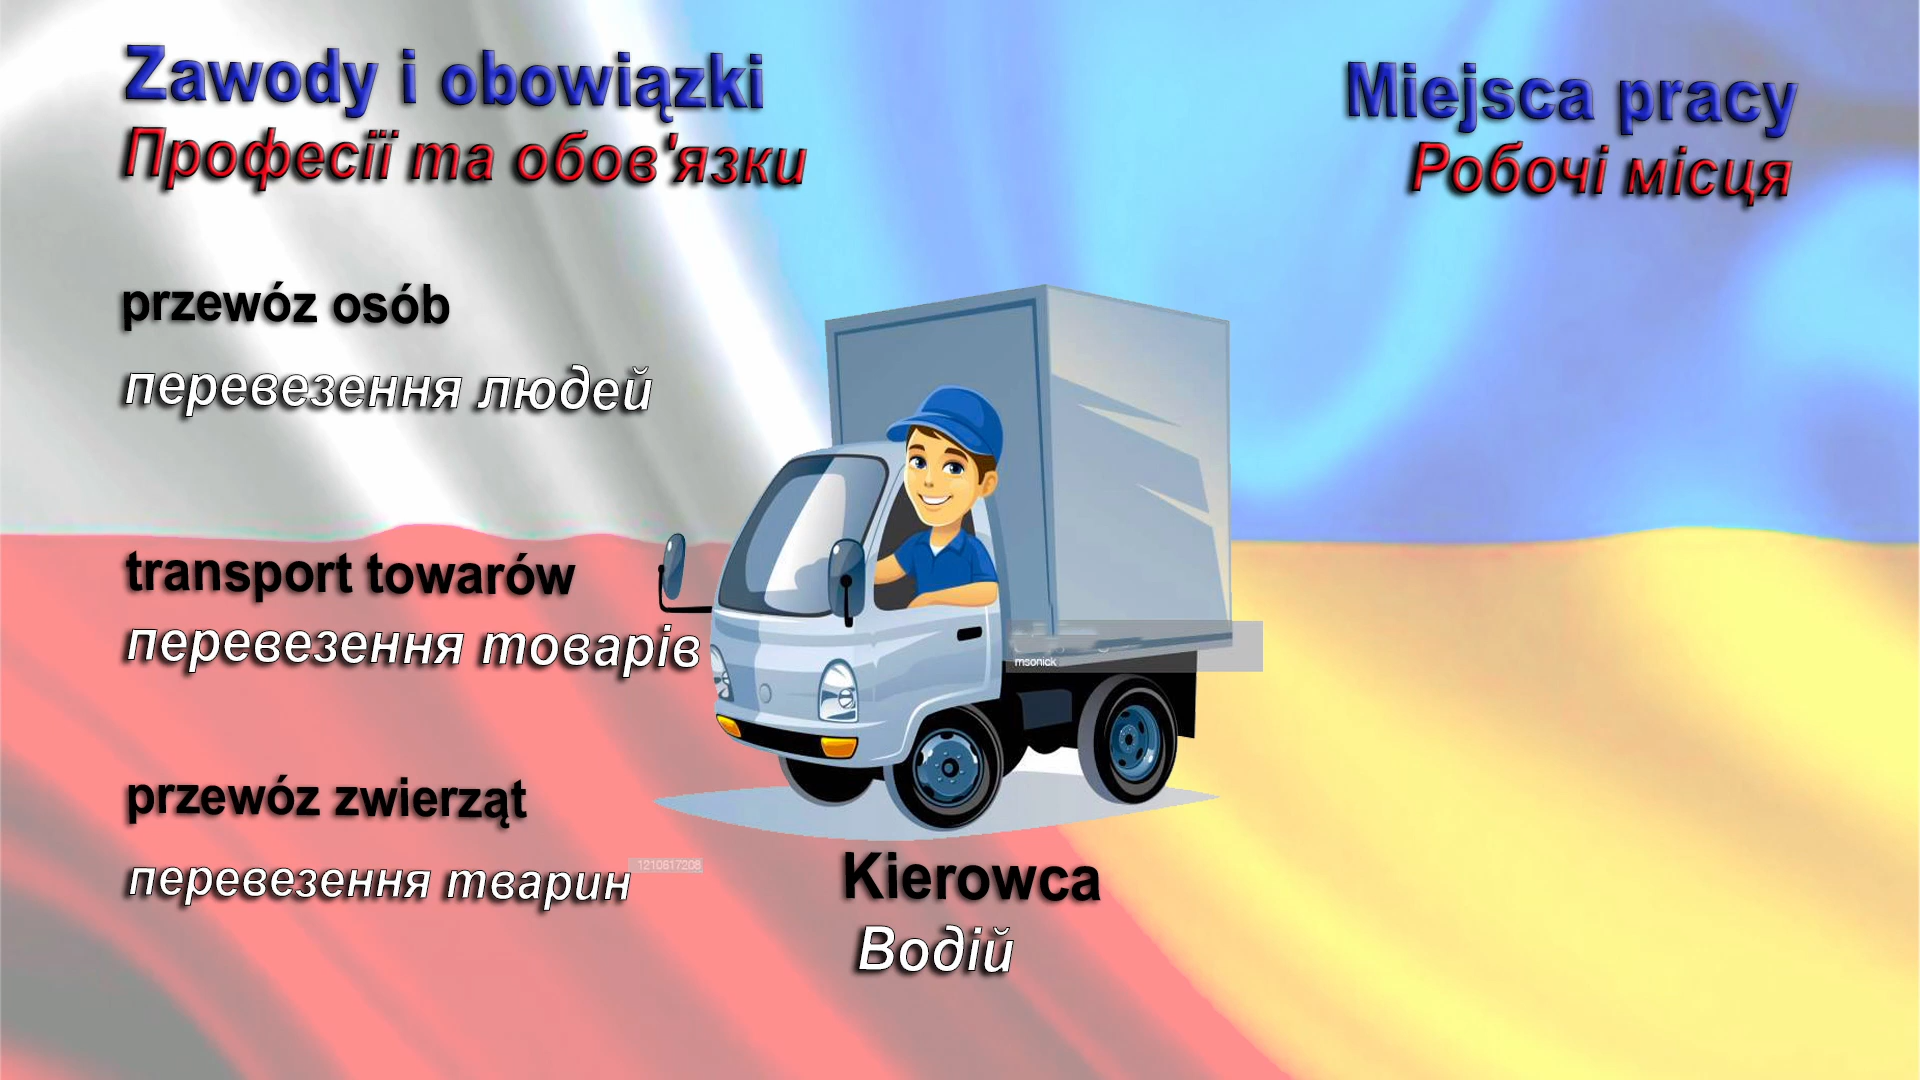 Zawody i obowiązki
Професії та обов'язки
Miejsca pracy
Робочі місця
przewóz osób
перевезення людей
transport towarów
перевезення товарів
msonick
przewóz zwierząt
перевезення тварин
1210617208
Kierowca
Водій